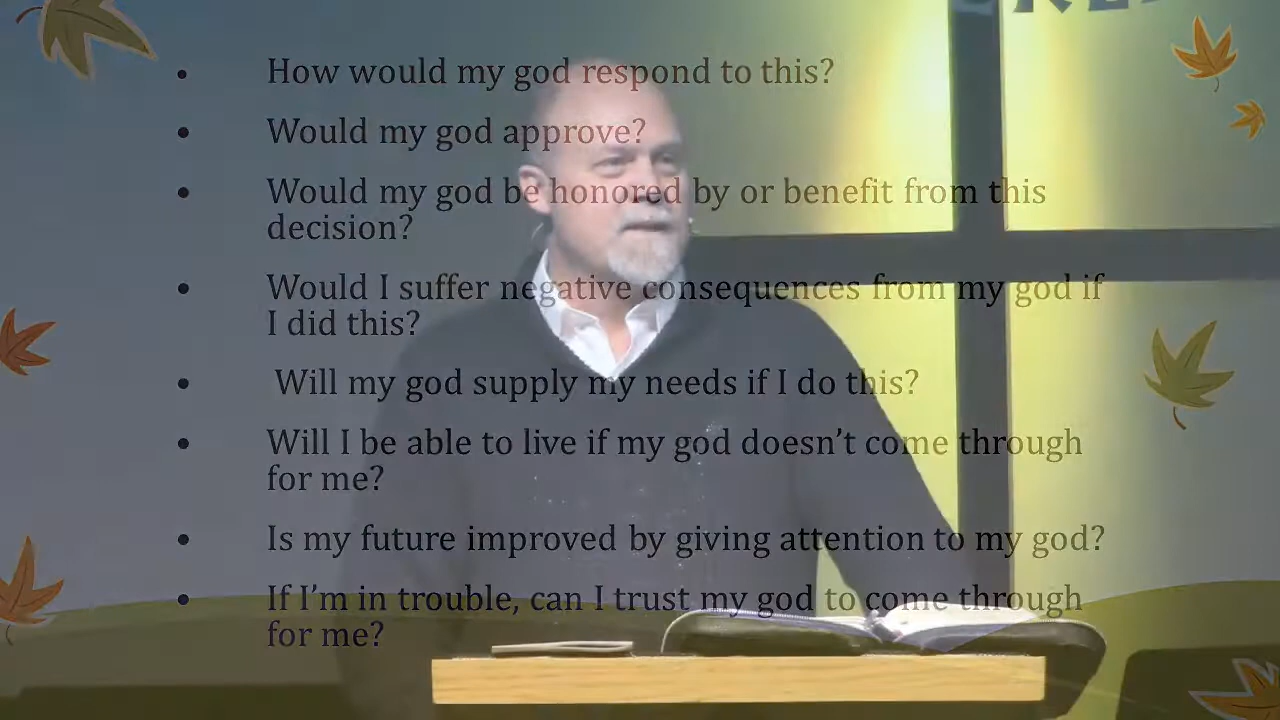 • How would my god respond to this?
• Would my god approve?
• Would my god be honored by or benefit from this
decision?
• Would I suffer negative consequences from my god if
I did this?
• Will my god supply my needs if I do this?
• Will I be able to live if my god doesn’t come through
for me?
• Is my future improved by giving attention to my god?
• If I’m in trouble, can I trust my god to come through
for me?